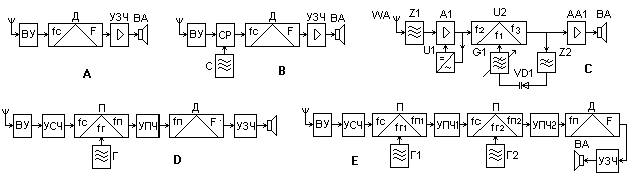 Д УЗЧ ВА
ВУ fc F
A
Д УЗЧ ВА
ВУ СР fc F
С B
WA Z1 A1 U2 AA1 ВА
f2 f1 f3
U1 = ~ G1 Z2
VD1 C
П Д
ВУ УСЧ fc fг fп УПЧ fп F УЗЧ
Г D
П П Д
ВУ УСЧ fc fг1 fп1 УПЧ1 fc fг2 fп2 УПЧ2 fп F
ВА УЗЧ
E Г1 Г2